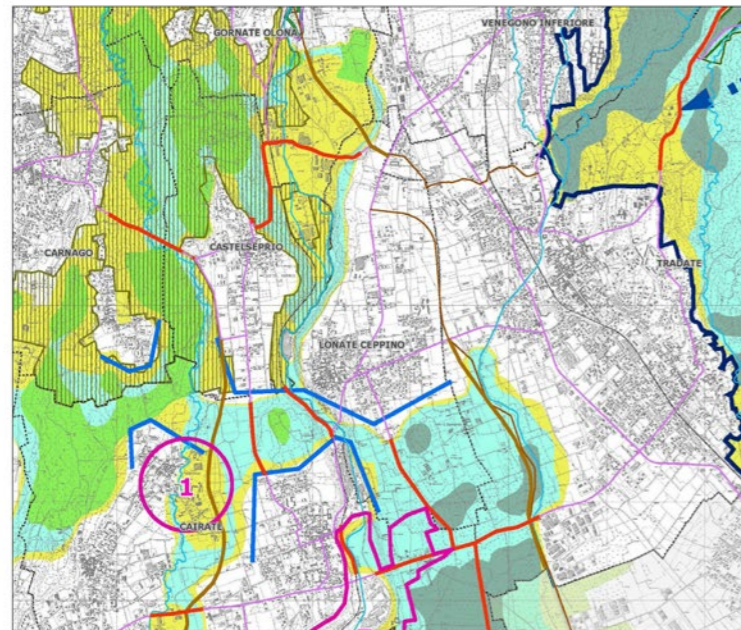 GORNATE OLONA
VENEGONO INFERIORE
CARNAGO
CASTELSEPRIO
TRADATE
LONATE CEPPINO
1
CAIRATE